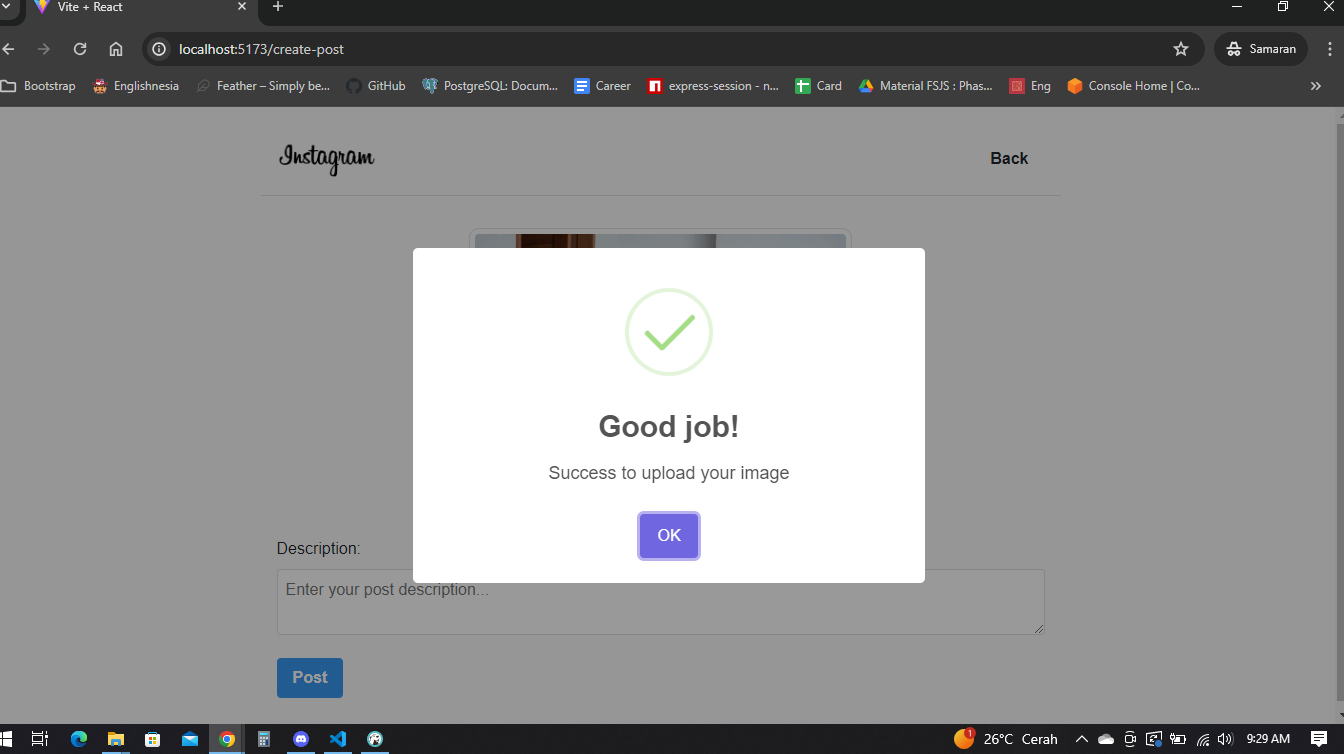 Vite + React
localhost:5173/create-post
Samaran
Bootstrap
Englishnesia
Feather – Simply be...
GitHub
PostgreSQL: Docum...
Career
express-session - n...
Card
Material FSJS : Phas...
Eng
Console Home | Co...
Instagram
Back
Good job!
Success to upload your image
OK
Description:
Enter your post description...
Post
1
26°C Cerah
9:29 AM